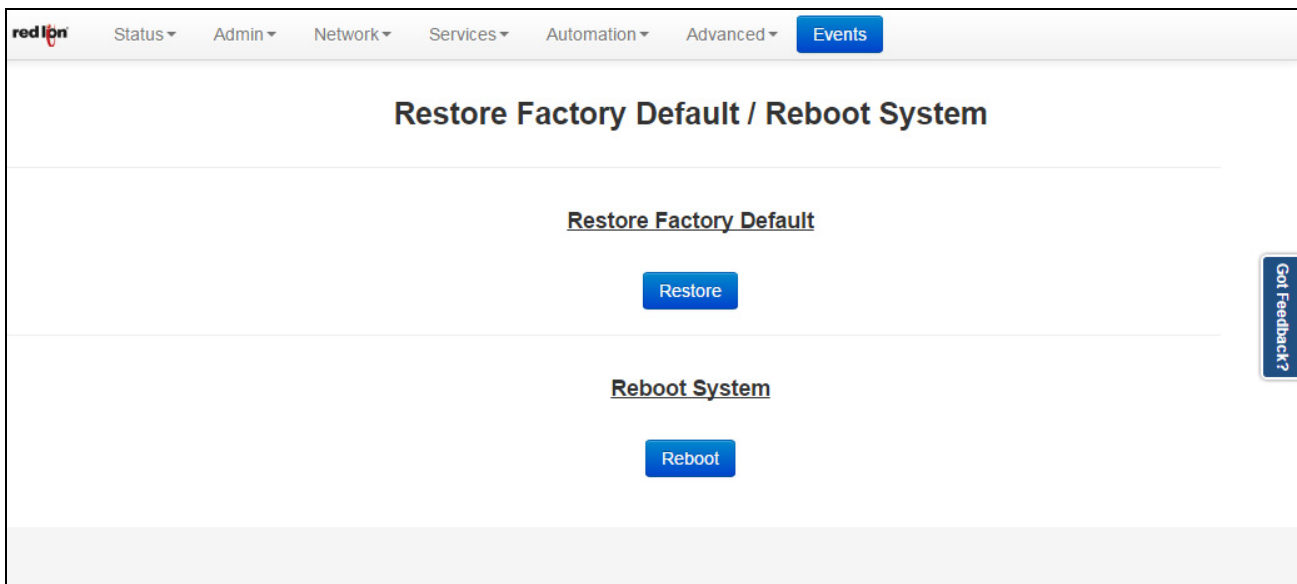 red lion Status Admin Network Services Automation Advanced Events
Restore Factory Default / Reboot System
Restore Factory Default
Restore
Got Feedback?
Reboot System
Reboot